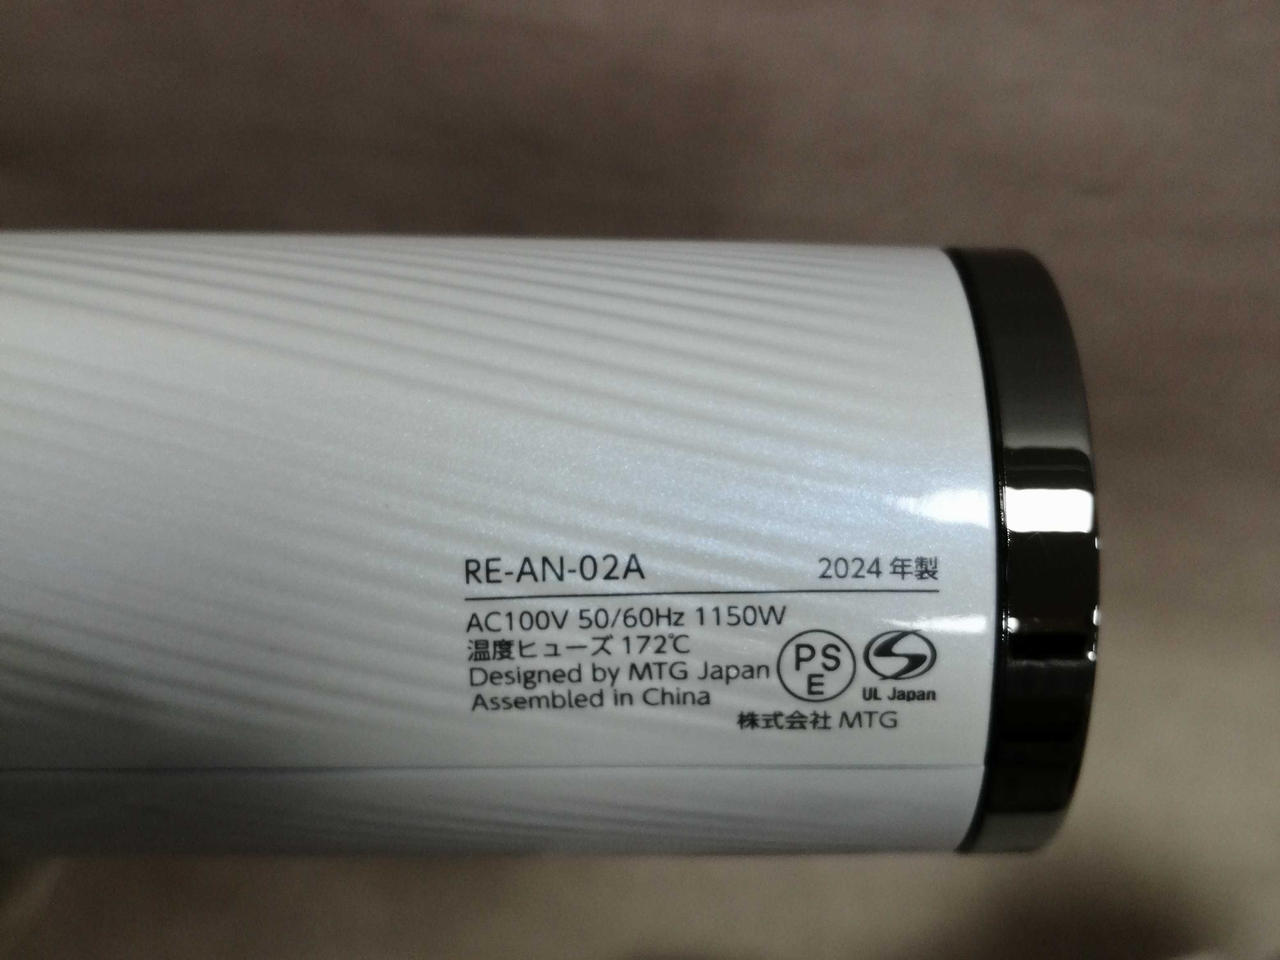 RE-AN-02A 2024 年製
AC100V 50/60Hz 1150W
温度ヒューズ 172℃
Designed by MTG Japan
Assembled in China
PS
E
UL Japan
株式会社 MTG